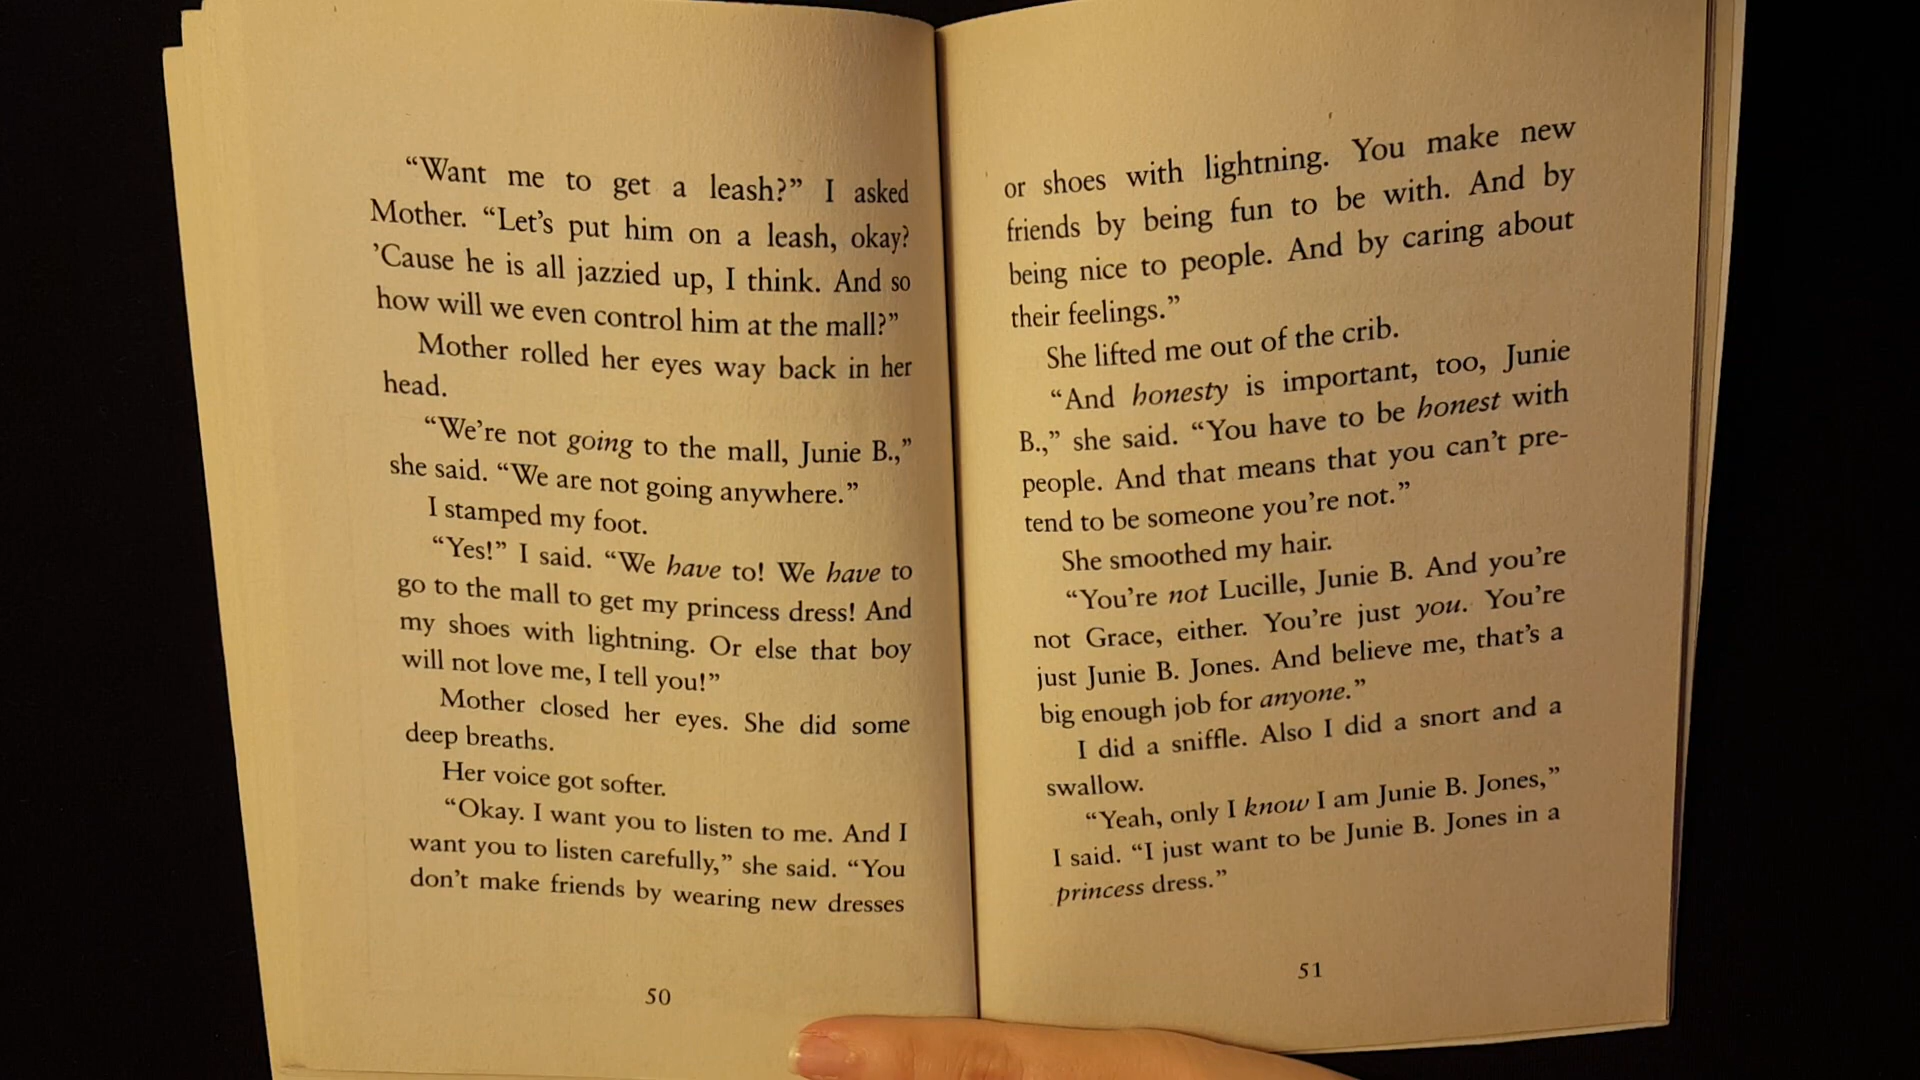 “Want me to get a leash?” I asked
Mother. “Let’s put him on a leash, okay?
’Cause he is all jazzied up, I think. And so
how will we even control him at the mall?”
Mother rolled her eyes way back in her
head.
“We’re not going to the mall, Junie B.,”
she said. “We are not going anywhere.”
I stamped my foot.
“Yes!” I said. “We have to! We have to
go to the mall to get my princess dress! And
my shoes with lightning. Or else that boy
will not love me, I tell you!”
Mother closed her eyes. She did some
deep breaths.
Her voice got softer.
“Okay. I want you to listen to me. And I
want you to listen carefully,” she said. “You
don’t make friends by wearing new dresses
50
or shoes with lightning. You make new
friends by being fun to be with. And by
being nice to people. And by caring about
their feelings.”
She lifted me out of the crib.
“And honesty is important, too, Junie
B.,” she said. “You have to be honest with
people. And that means that you can’t pre-
tend to be someone you’re not.”
She smoothed my hair.
“You’re not Lucille, Junie B. And you’re
not Grace, either. You’re just you. You’re
just Junie B. Jones. And believe me, that’s a
big enough job for anyone.”
I did a sniffle. Also I did a snort and a
swallow.
“Yeah, only I know I am Junie B. Jones,”
I said. “I just want to be Junie B. Jones in a
princess dress.”
51